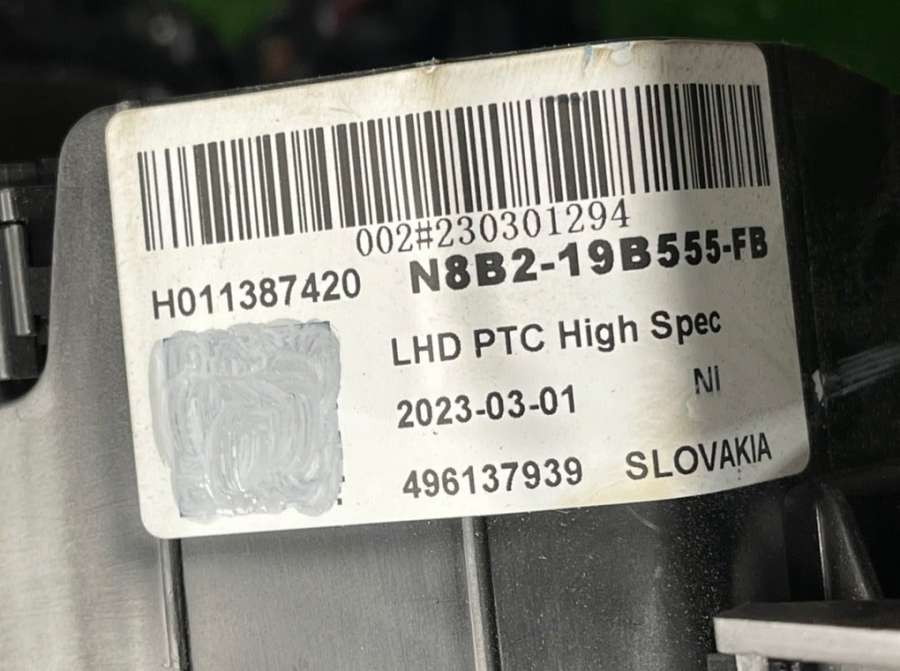 002#230301294
H011387420 N8B2-19B555-FB
LHD PTC High Spec
2023-03-01 NI
496137939 SLOVAKIA